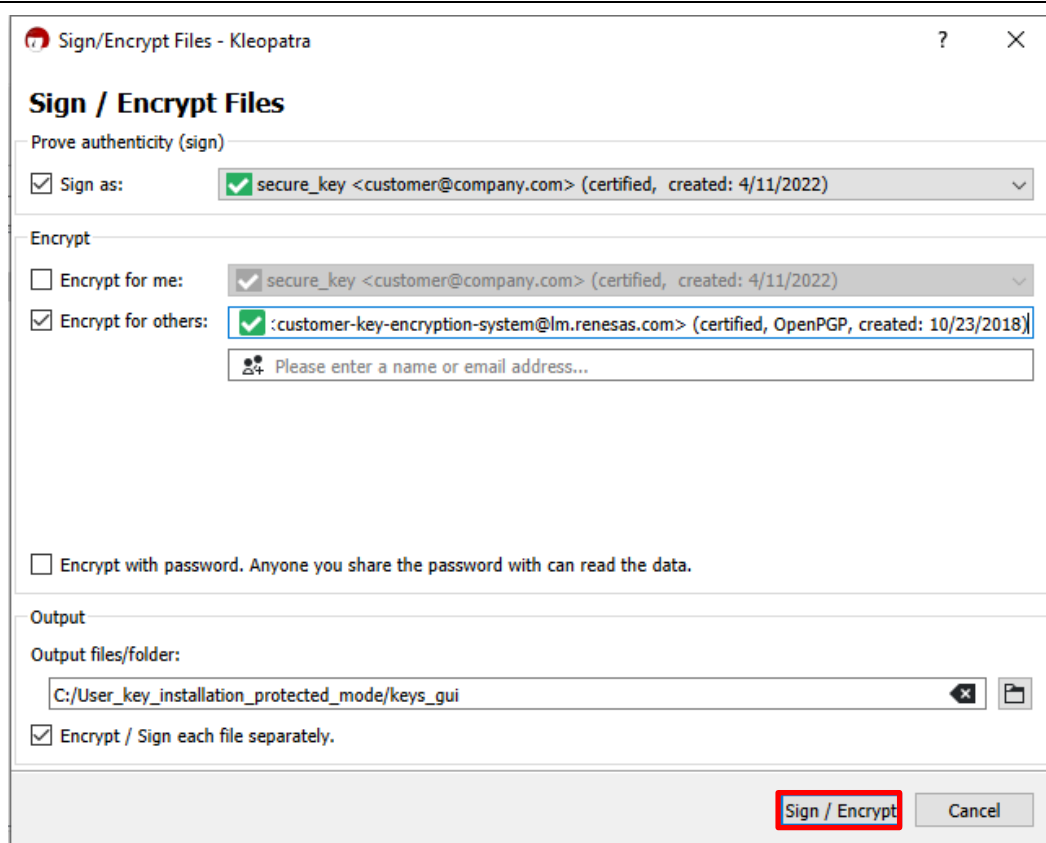 Sign/Encrypt Files - Kleopatra ? ×
Sign / Encrypt Files
Prove authenticity (sign)
Sign as: secure_key <customer@company.com> (certified, created: 4/11/2022)
Encrypt
Encrypt for me: secure_key <customer@company.com> (certified, created: 4/11/2022)
Encrypt for others: :customer-key-encryption-system@lm.renesas.com> (certified, OpenPGP, created: 10/23/2018)
Please enter a name or email address...
Encrypt with password. Anyone you share the password with can read the data.
Output
Output files/folder:
C:/User_key_installation_protected_mode/keys_gui
Encrypt / Sign each file separately.
Sign / Encrypt Cancel